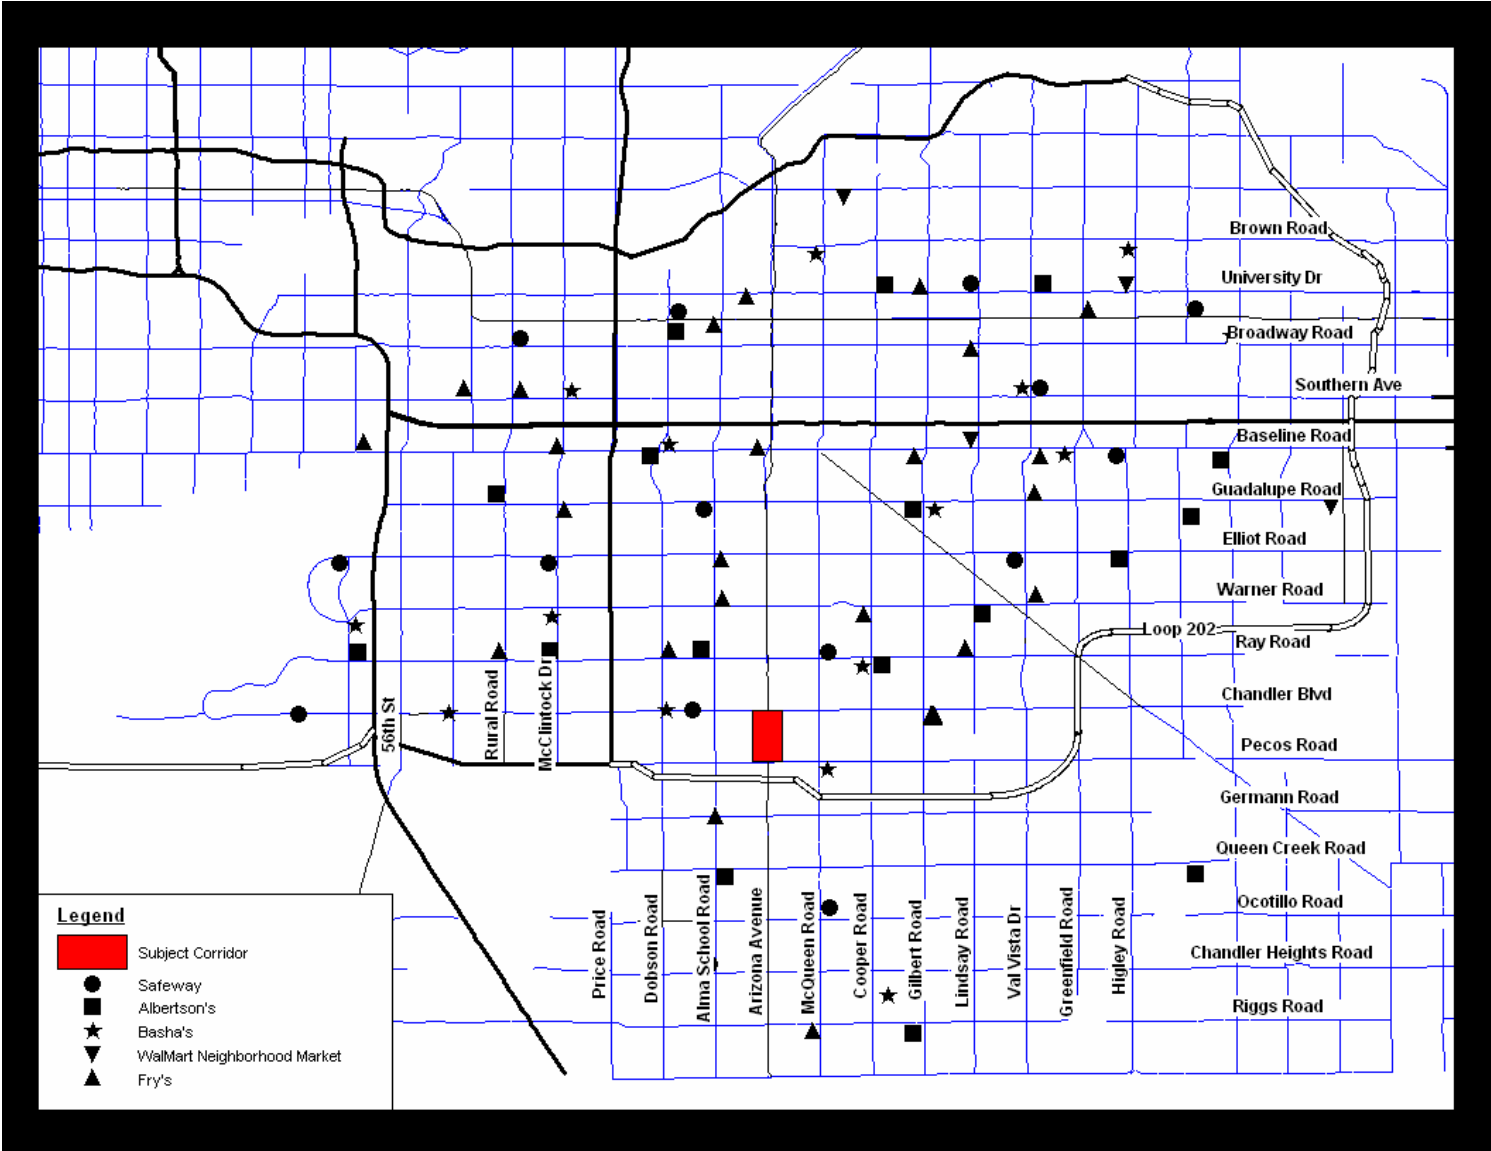 Brown Road
University Dr
Broadway Road
Southern Ave
Baseline Road
Guadalupe Road
Elliot Road
Warner Road
Loop 202
Ray Road
Chandler Blvd
Pecos Road
Germann Road
Queen Creek Road
Ocotillo Road
Chandler Heights Road
Riggs Road
56th St
Rural Road
McClintock Dr
Price Road
Dobson Road
Alma School Road
Arizona Avenue
McQueen Road
Cooper Road
Gilbert Road
Lindsay Road
Val Vista Dr
Greenfield Road
Higley Road
Legend
Subject Corridor
Safeway
Albertson's
Basha's
WalMart Neighborhood Market
Fry's